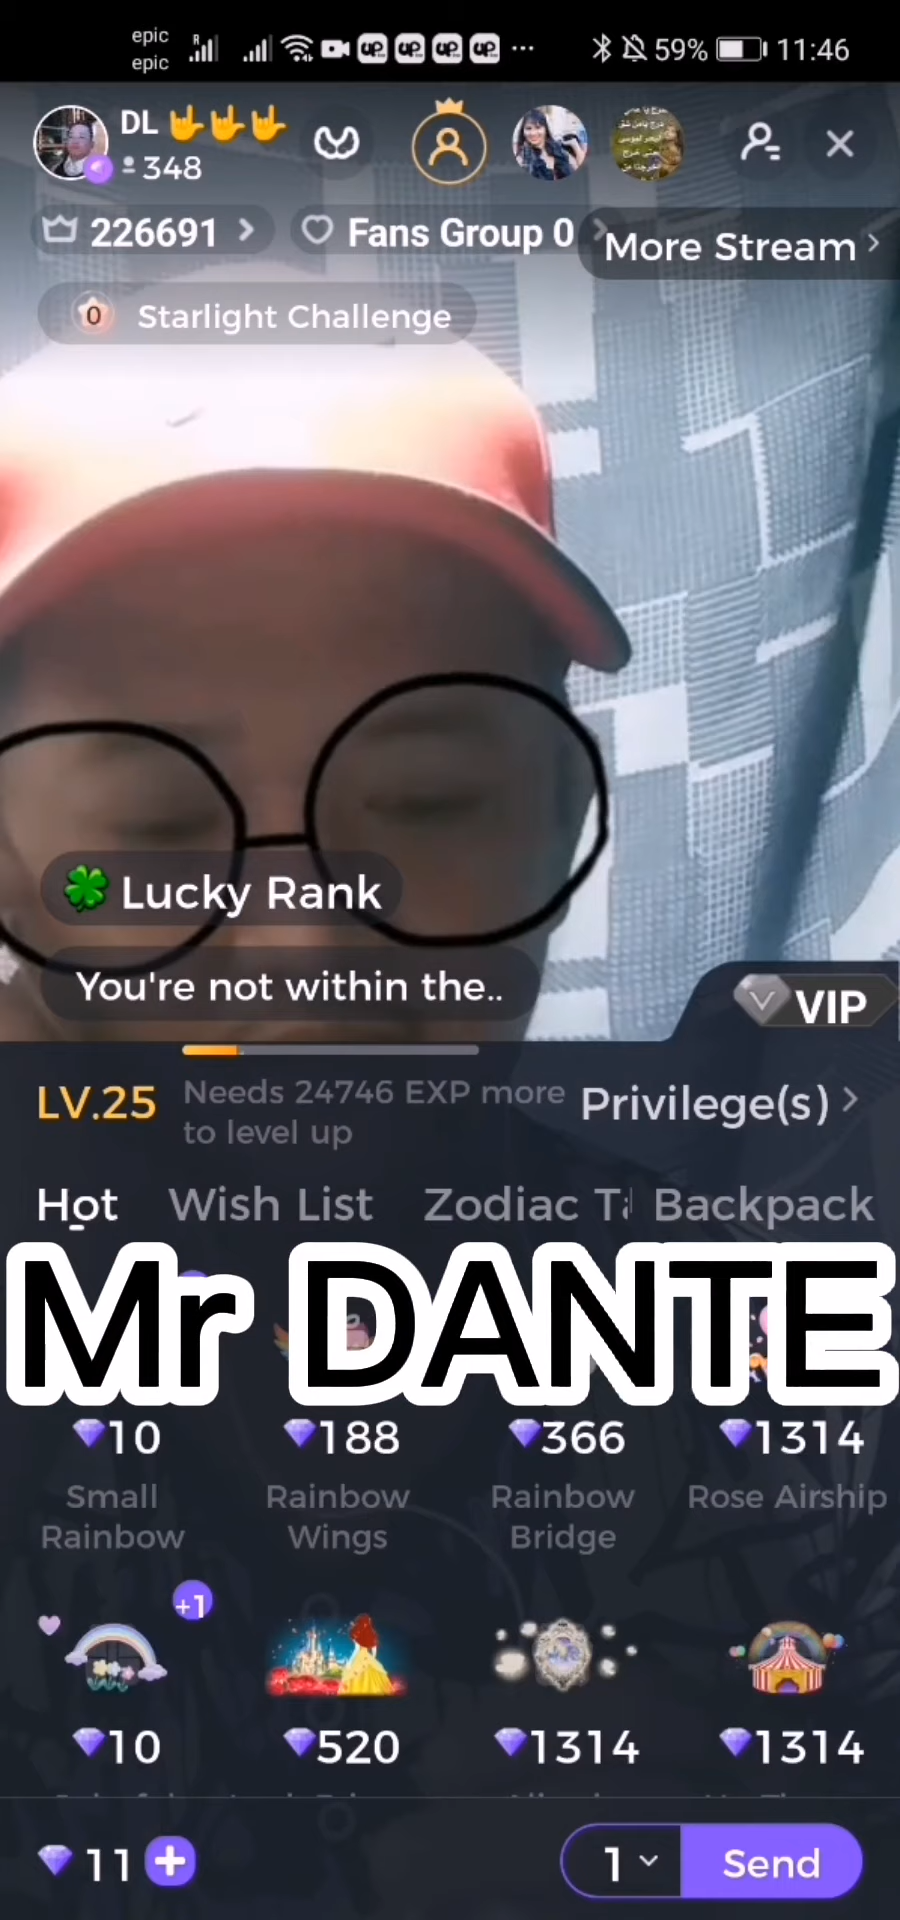 epic
epic
R
59%
11:46
DL
348
226691
Fans Group 0
More Stream
0
Starlight Challenge
Lucky Rank
You're not within the..
VIP
LV.25
Needs 24746 EXP more
to level up
Privilege(s)
Hot
Wish List
Zodiac
Backpack
Mr DANTE
10
188
366
1314
Small
Rainbow
Rainbow
Wings
Rainbow
Bridge
Rose Airship
+1
10
520
1314
1314
11
1
Send